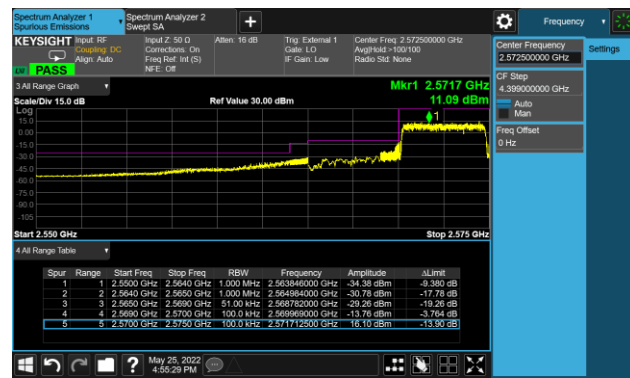 Spectrum Analyzer 1
Spurious Emissions
Spectrum Analyzer 2
Swept SA
Frequency
KEYSIGHT
Input: RF
Coupling: DC
Align: Auto
Input Z: 50 Ω
Corrections: On
Freq Ref: Int (S)
NFE: Off
Atten: 16 dB
Trig: External 1
Gate: LO
IF Gain: Low
Center Freq: 2.572500000 GHz
Avg|Hold:>100/100
Radio Std: None
PASS
Center Frequency
2.572500000 GHz
Settings
CF Step
4.399000000 GHz
Auto
Man
Freq Offset
0 Hz
3 All Range Graph
Mkr1 2.5717 GHz
Scale/Div 15.0 dB
Ref Value 30.00 dBm
11.09 dBm
Log
15.0
0.00
-15.0
-30.0
-45.0
-60.0
-75.0
-90.0
-105
1
Start 2.550 GHz
Stop 2.575 GHz
4 All Range Table
Spur Range Start Freq Stop Freq RBW Frequency Amplitude ΔLimit
1 1 2.5500 GHz 2.5640 GHz 1.000 MHz 2.563846000 GHz -34.38 dBm -9.380 dB
2 2 2.5640 GHz 2.5650 GHz 1.000 MHz 2.564984000 GHz -30.78 dBm -17.78 dB
3 3 2.5650 GHz 2.5690 GHz 51.00 kHz 2.568782000 GHz -29.26 dBm -19.26 dB
4 4 2.5690 GHz 2.5700 GHz 100.0 kHz 2.569969000 GHz -13.76 dBm -3.764 dB
5 5 2.5700 GHz 2.5750 GHz 100.0 kHz 2.571712500 GHz 16.10 dBm -13.90 dB
May 25, 2022
4:55:29 PM